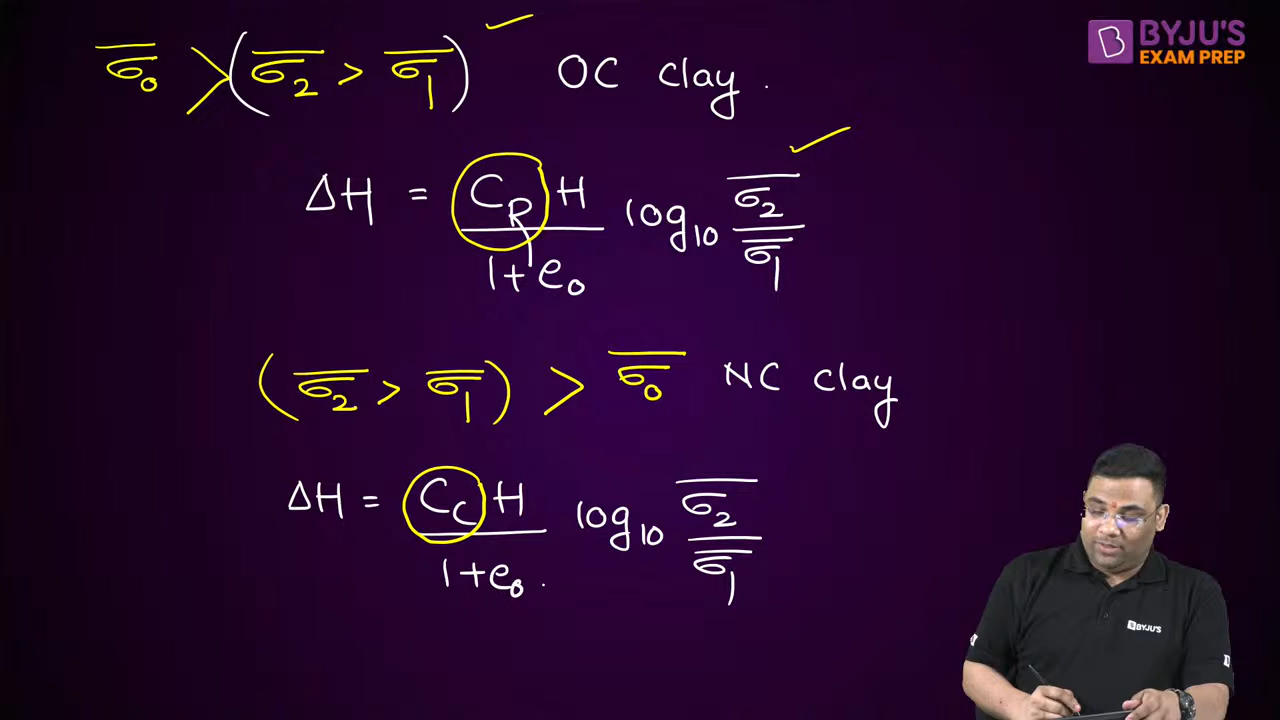 BYJU'S
EXAM PREP
σ̅₀ > (σ̅₂ > σ̅₁) OC clay.
ΔH = C_R H / 1+e₀ log₁₀ σ̅₂ / σ̅₁
(σ̅₂ > σ̅₁) > σ̅₀ NC clay
ΔH = C_C H / 1+e₀. log₁₀ σ̅₂ / σ̅₁
BYJU'S